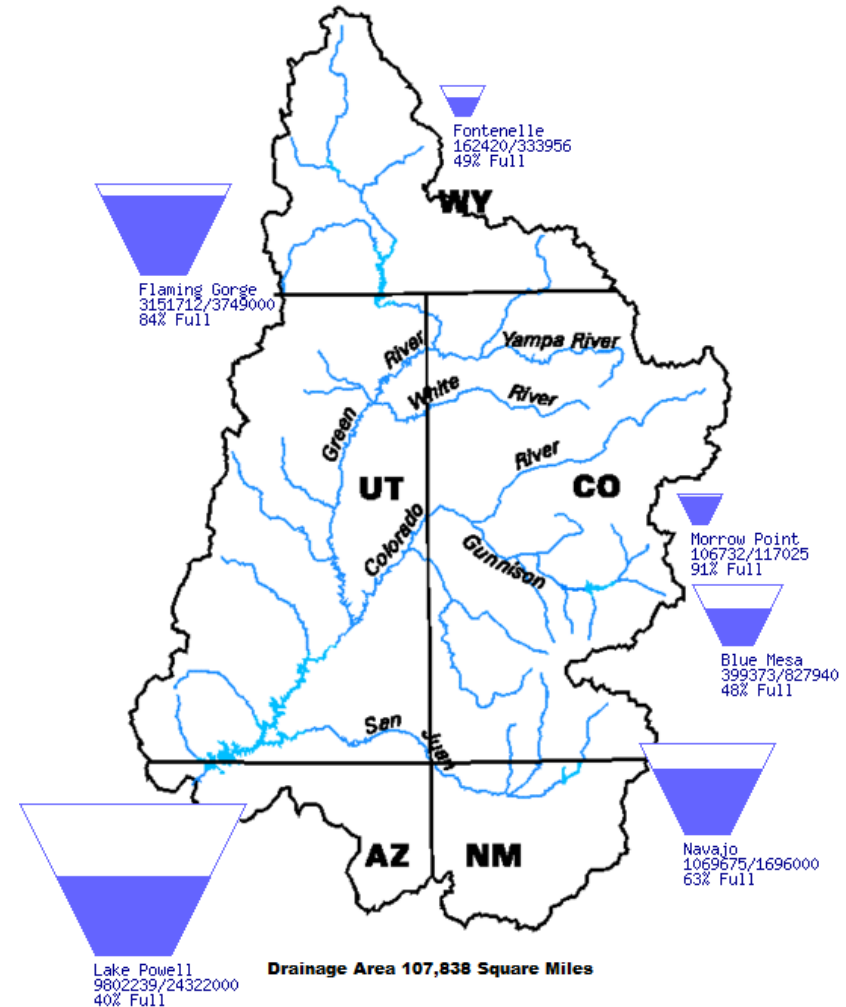 Fontenelle
162420/333956
49% Full
WY
Flaming Gorge
3151712/3749000
84% Full
River
Yampa River
White
River
Green
River
UT
CO
Colorado
Gunnison
Morrow Point
106732/117025
91% Full
Blue Mesa
399373/827940
48% Full
San
Juan
Navajo
1069675/1696000
63% Full
AZ
NM
Lake Powell
9802239/24322000
40% Full
Drainage Area 107,838 Square Miles